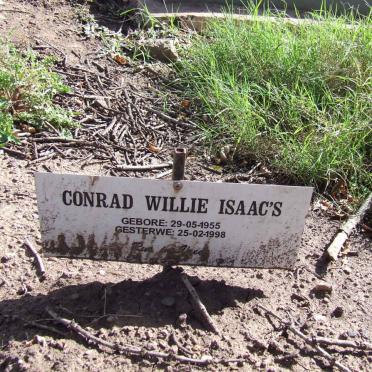 CONRAD WILLIE ISAAC'S
GEBORE: 29-05-1955
GESTERWE: 25-02-1998